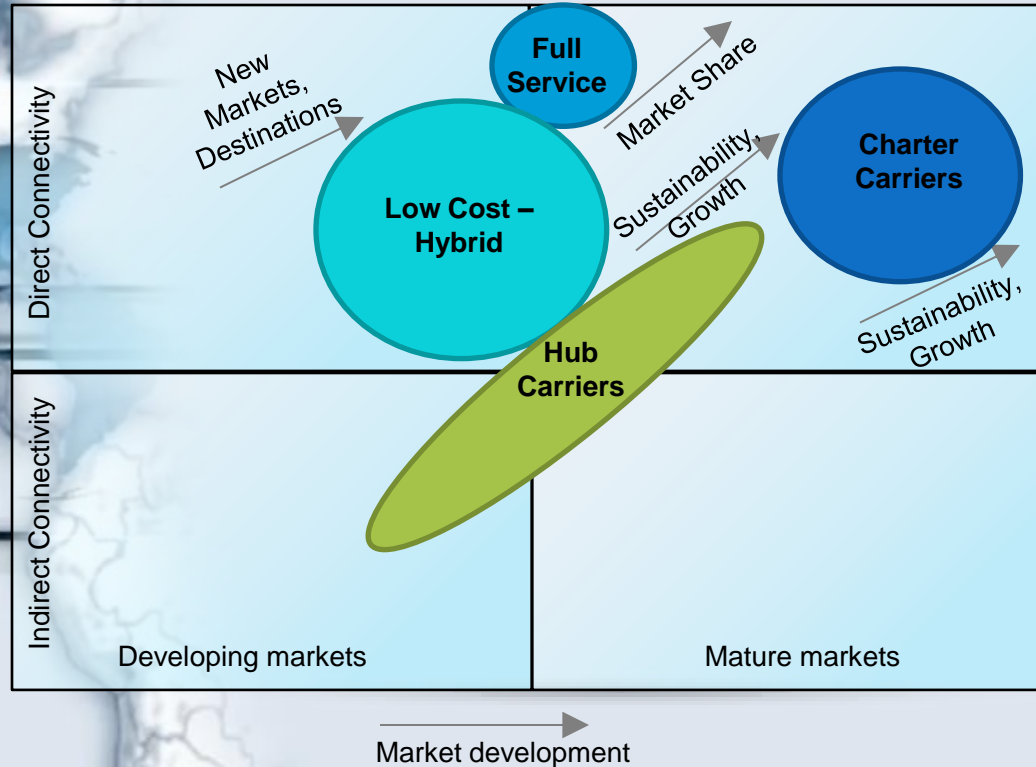 New
Markets,
Destinations
Full
Service
Market Share
Charter
Carriers
Low Cost –
Hybrid
Sustainability,
Growth
Sustainability,
Growth
Hub
Carriers
Direct Connectivity
Indirect Connectivity
Developing markets
Mature markets
Market development